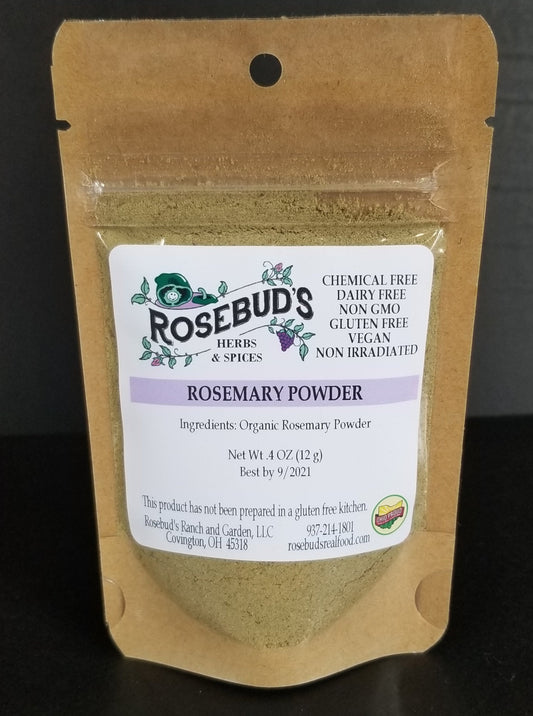 ROSEBUD'S
HERBS
& SPICES
CHEMICAL FREE
DAIRY FREE
NON GMO
GLUTEN FREE
VEGAN
NON IRRADIATED
ROSEMARY POWDER
Ingredients: Organic Rosemary Powder
Net Wt .4 OZ (12 g)
Best by 9/2021
This product has not been prepared in a gluten free kitchen.
Rosebud's Ranch and Garden, LLC
Covington, OH 45318
937-214-1801
rosebudsrealfood.com